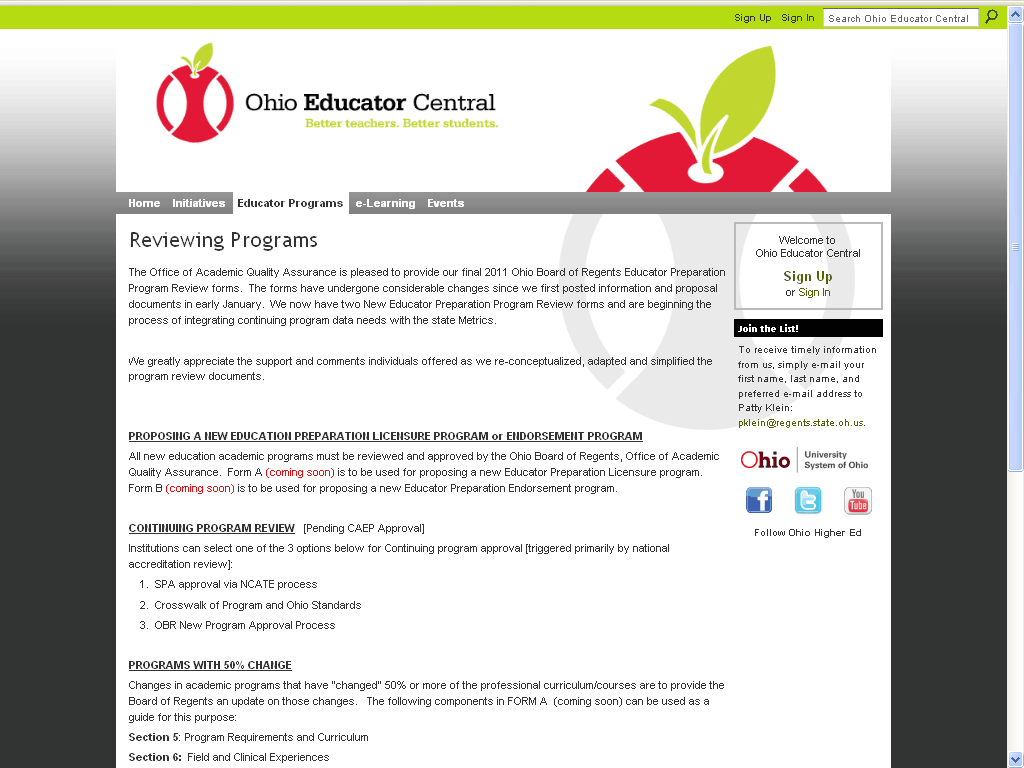 Sign Up Sign In Search Ohio Educator Central
Ohio Educator Central
Better teachers. Better students.
Home Initiatives Educator Programs e-Learning Events
Reviewing Programs
The Office of Academic Quality Assurance is pleased to provide our final 2011 Ohio Board of Regents Educator Preparation
Program Review forms. The forms have undergone considerable changes since we first posted information and proposal
documents in early January. We now have two New Educator Preparation Program Review forms and are beginning the
process of integrating continuing program data needs with the state Metrics.
We greatly appreciate the support and comments individuals offered as we re-conceptualized, adapted and simplified the
program review documents.
PROPOSING A NEW EDUCATION PREPARATION LICENSURE PROGRAM or ENDORSEMENT PROGRAM
All new education academic programs must be reviewed and approved by the Ohio Board of Regents, Office of Academic
Quality Assurance. Form A (coming soon) is to be used for proposing a new Educator Preparation Licensure program.
Form B (coming soon) is to be used for proposing a new Educator Preparation Endorsement program.
CONTINUING PROGRAM REVIEW [Pending CAEP Approval]
Institutions can select one of the 3 options below for Continuing program approval [triggered primarily by national
accreditation review]:
1. SPA approval via NCATE process
2. Crosswalk of Program and Ohio Standards
3. OBR New Program Approval Process
PROGRAMS WITH 50% CHANGE
Changes in academic programs that have "changed" 50% or more of the professional curriculum/courses are to provide the
Board of Regents an update on those changes. The following components in FORM A (coming soon) can be used as a
guide for this purpose:
Section 5: Program Requirements and Curriculum
Section 6: Field and Clinical Experiences
Welcome to
Ohio Educator Central
Sign Up
or Sign In
Join the List!
To receive timely information
from us, simply e-mail your
first name, last name, and
preferred e-mail address to
Patty Klein:
pklein@regents.state.oh.us.
Ohio University
System of Ohio
f t You
Tube
Follow Ohio Higher Ed